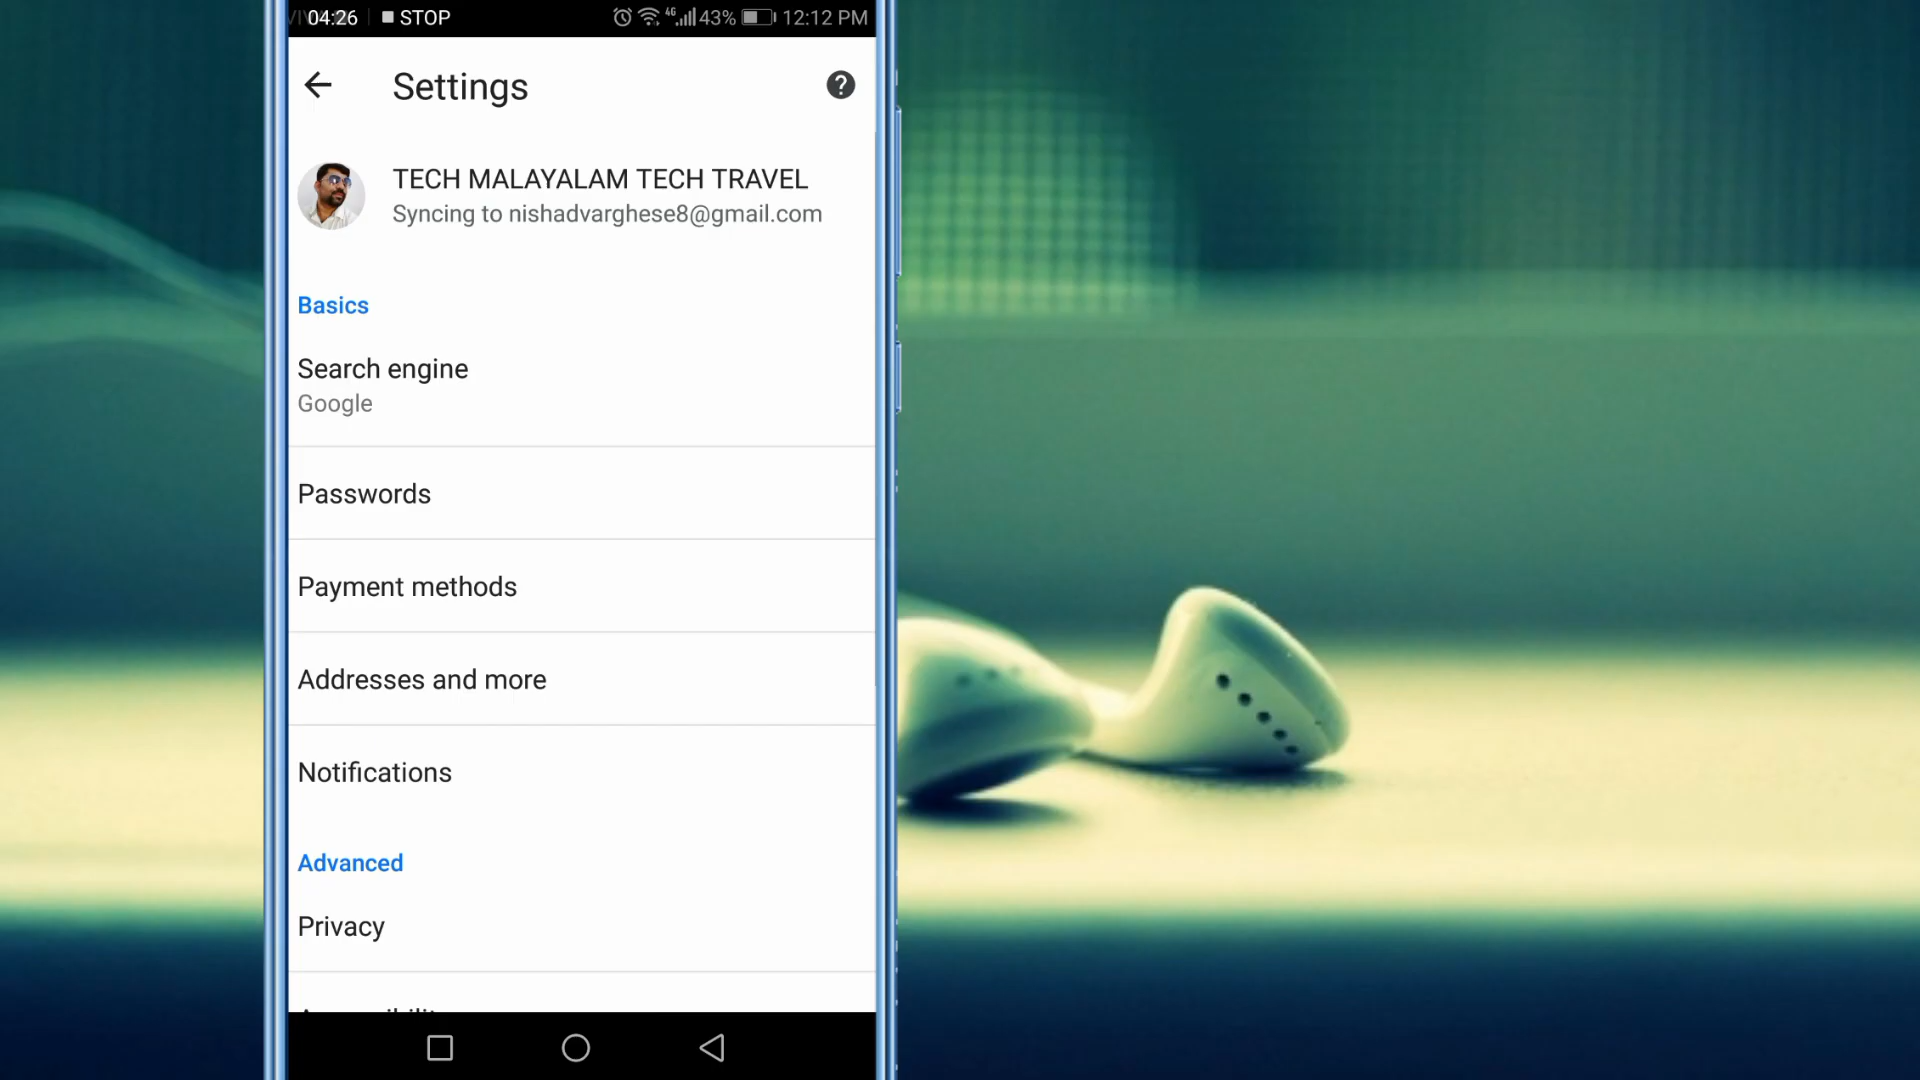 04:26 STOP 4G 43% 12:12 PM
Settings
TECH MALAYALAM TECH TRAVEL
Syncing to nishadvarghese8@gmail.com
Basics
Search engine
Google
Passwords
Payment methods
Addresses and more
Notifications
Advanced
Privacy